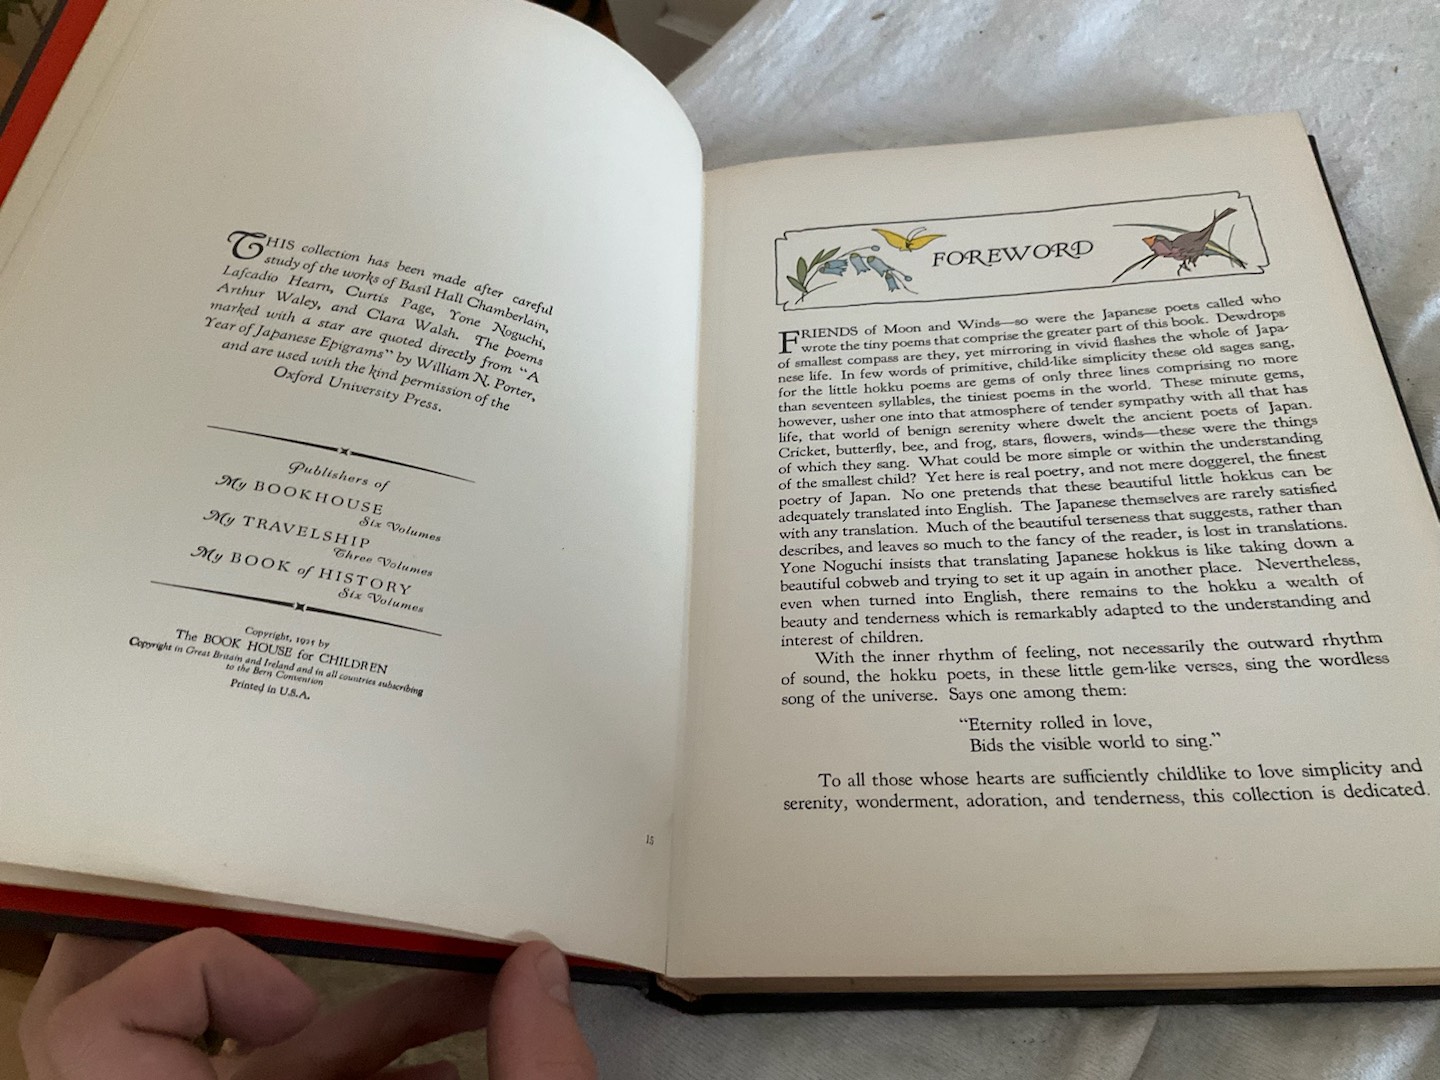 THIS collection has been made after careful
study of the works of Basil Hall Chamberlain,
Lafcadio Hearn, Curtis Page, Yone Noguchi,
Arthur Waley, and Clara Walsh. The poems
marked with a star are quoted directly from "A
Year of Japanese Epigrams" by William N. Porter,
and are used with the kind permission of the
Oxford University Press.
Publishers of
My BOOKHOUSE
Six Volumes
My TRAVELSHIP
Three Volumes
My BOOK of HISTORY
Six Volumes
Copyright, 1921 by
The BOOK HOUSE for CHILDREN
Copyright in Great Britain and Ireland and in all countries subscribing
to the Bern Convention
Printed in U.S.A.
15
FOREWORD
FRIENDS of Moon and Winds—so were the Japanese poets called who
wrote the tiny poems that comprise the greater part of this book. Dewdrops
of smallest compass are they, yet mirroring in vivid flashes the whole of Japa-
nese life. In few words of primitive, child-like simplicity these old sages sang,
for the little hokku poems are gems of only three lines comprising no more
than seventeen syllables, the tiniest poems in the world. These minute gems,
however, usher one into that atmosphere of tender sympathy with all that has
life, that world of benign serenity where dwelt the ancient poets of Japan.
Cricket, butterfly, bee, and frog, stars, flowers, winds—these were the things
of which they sang. What could be more simple or within the understanding
of the smallest child? Yet here is real poetry, and not mere doggerel, the finest
poetry of Japan. No one pretends that these beautiful little hokkus can be
adequately translated into English. The Japanese themselves are rarely satisfied
with any translation. Much of the beautiful terseness that suggests, rather than
describes, and leaves so much to the fancy of the reader, is lost in translations.
Yone Noguchi insists that translating Japanese hokkus is like taking down a
beautiful cobweb and trying to set it up again in another place. Nevertheless,
even when turned into English, there remains to the hokku a wealth of
beauty and tenderness which is remarkably adapted to the understanding and
interest of children.
With the inner rhythm of feeling, not necessarily the outward rhythm
of sound, the hokku poets, in these little gem-like verses, sing the wordless
song of the universe. Says one among them:
"Eternity rolled in love,
Bids the visible world to sing."
To all those whose hearts are sufficiently childlike to love simplicity and
serenity, wonderment, adoration, and tenderness, this collection is dedicated.